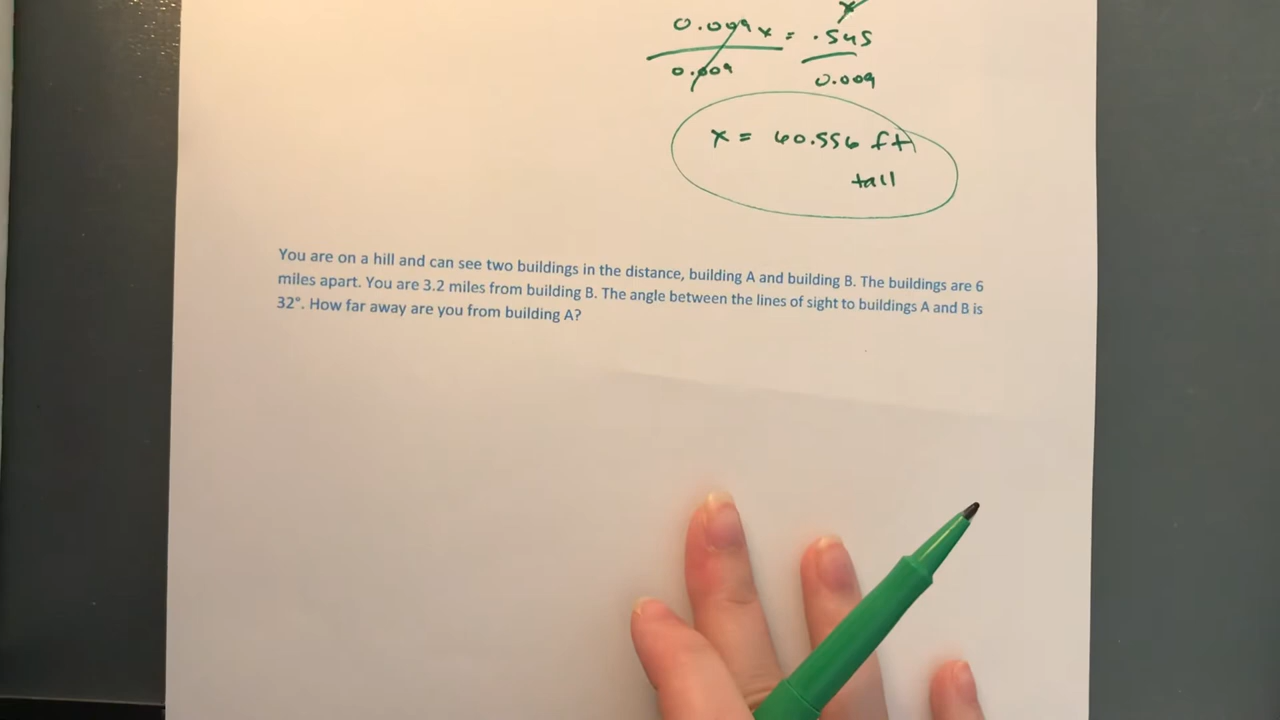 x
0.009x = .545
0.009 0.009
x = 60.556 ft
tall
You are on a hill and can see two buildings in the distance, building A and building B. The buildings are 6
miles apart. You are 3.2 miles from building B. The angle between the lines of sight to buildings A and B is
32°. How far away are you from building A?